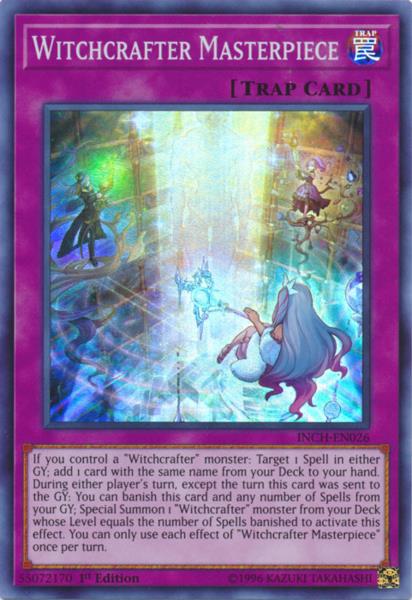 WITCHCRAFTER MASTERPIECE
TRAP
罠
[TRAP CARD]
INCH-EN026
If you control a "Witchcrafter" monster: Target 1 Spell in either
GY; add 1 card with the same name from your Deck to your hand.
During either player's turn, except the turn this card was sent to
the GY: You can banish this card and any number of Spells from
your GY; Special Summon 1 "Witchcrafter" monster from your Deck
whose Level equals the number of Spells banished to activate this
effect. You can only use each effect of "Witchcrafter Masterpiece"
once per turn.
55072170 1st Edition ©1996 KAZUKI TAKAHASHI